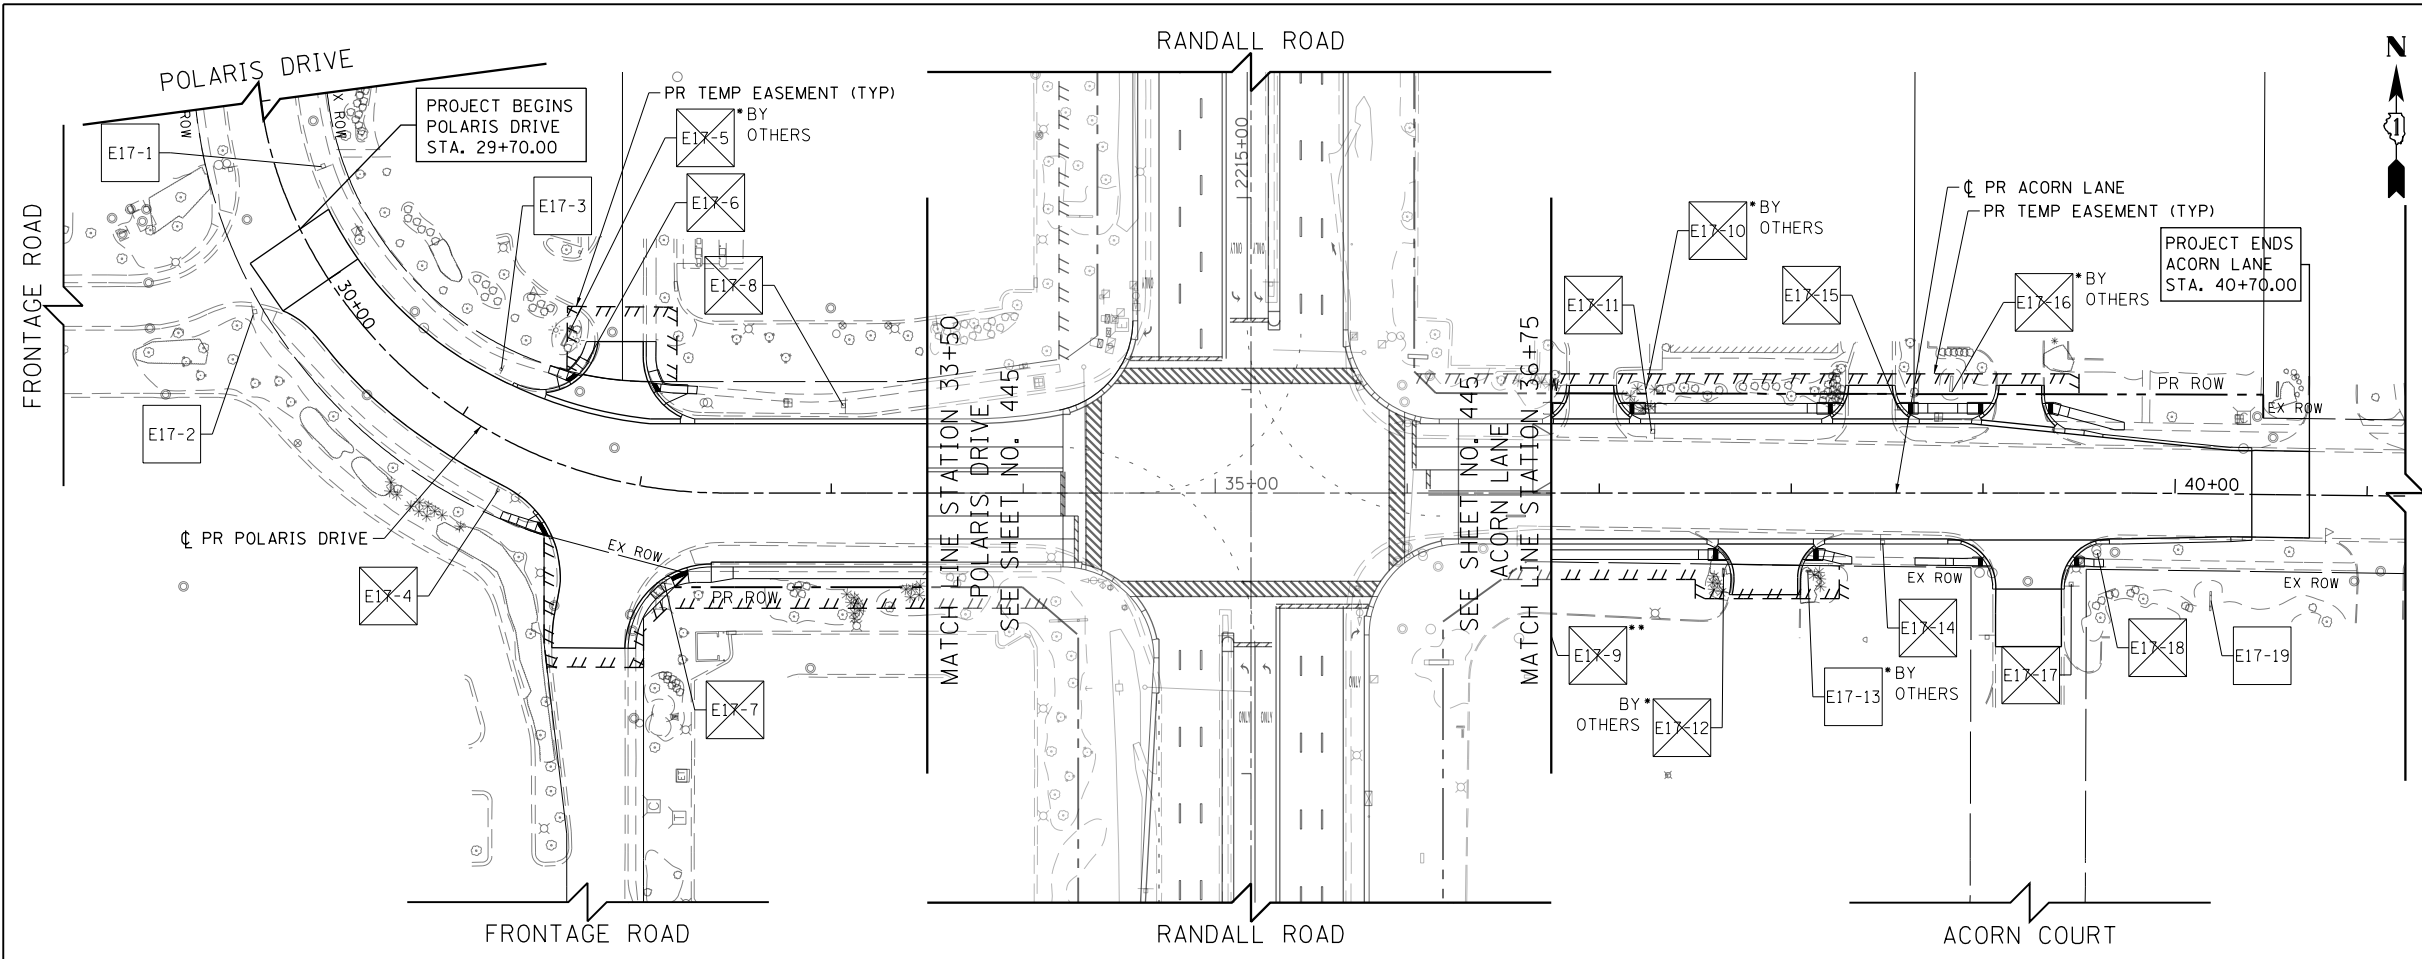 RANDALL ROAD
N
POLARIS DRIVE
EX ROW
ROW
PROJECT BEGINS
POLARIS DRIVE
STA. 29+70.00
PR TEMP EASEMENT (TYP)
E17-1
E17-5
*BY
OTHERS
E17-3
E17-6
E17-8
2215+00
ONLY
ONLY
ONLY
E17-10
*BY
OTHERS
℄ PR ACORN LANE
PR TEMP EASEMENT (TYP)
PROJECT ENDS
ACORN LANE
STA. 40+70.00
E17-11
E17-15
E17-16
*BY
OTHERS
FRONTAGE ROAD
30+00
E17-2
PR ROW
EX ROW
MATCH LINE STATION 33+50
POLARIS DRIVE
SEE SHEET NO. 445
SEE SHEET NO. 445
ACORN LANE
MATCH LINE STATION 36+75
35+00
40+00
℄ PR POLARIS DRIVE
EX ROW
E17-4
PR ROW
EX ROW
EX ROW
E17-7
E17-9
**
E17-14
E17-18
E17-19
E17-17
E17-13
*BY
OTHERS
BY*
OTHERS
E17-12
ONLY
ONLY
ONLY
ET
C
T
FRONTAGE ROAD
RANDALL ROAD
ACORN COURT